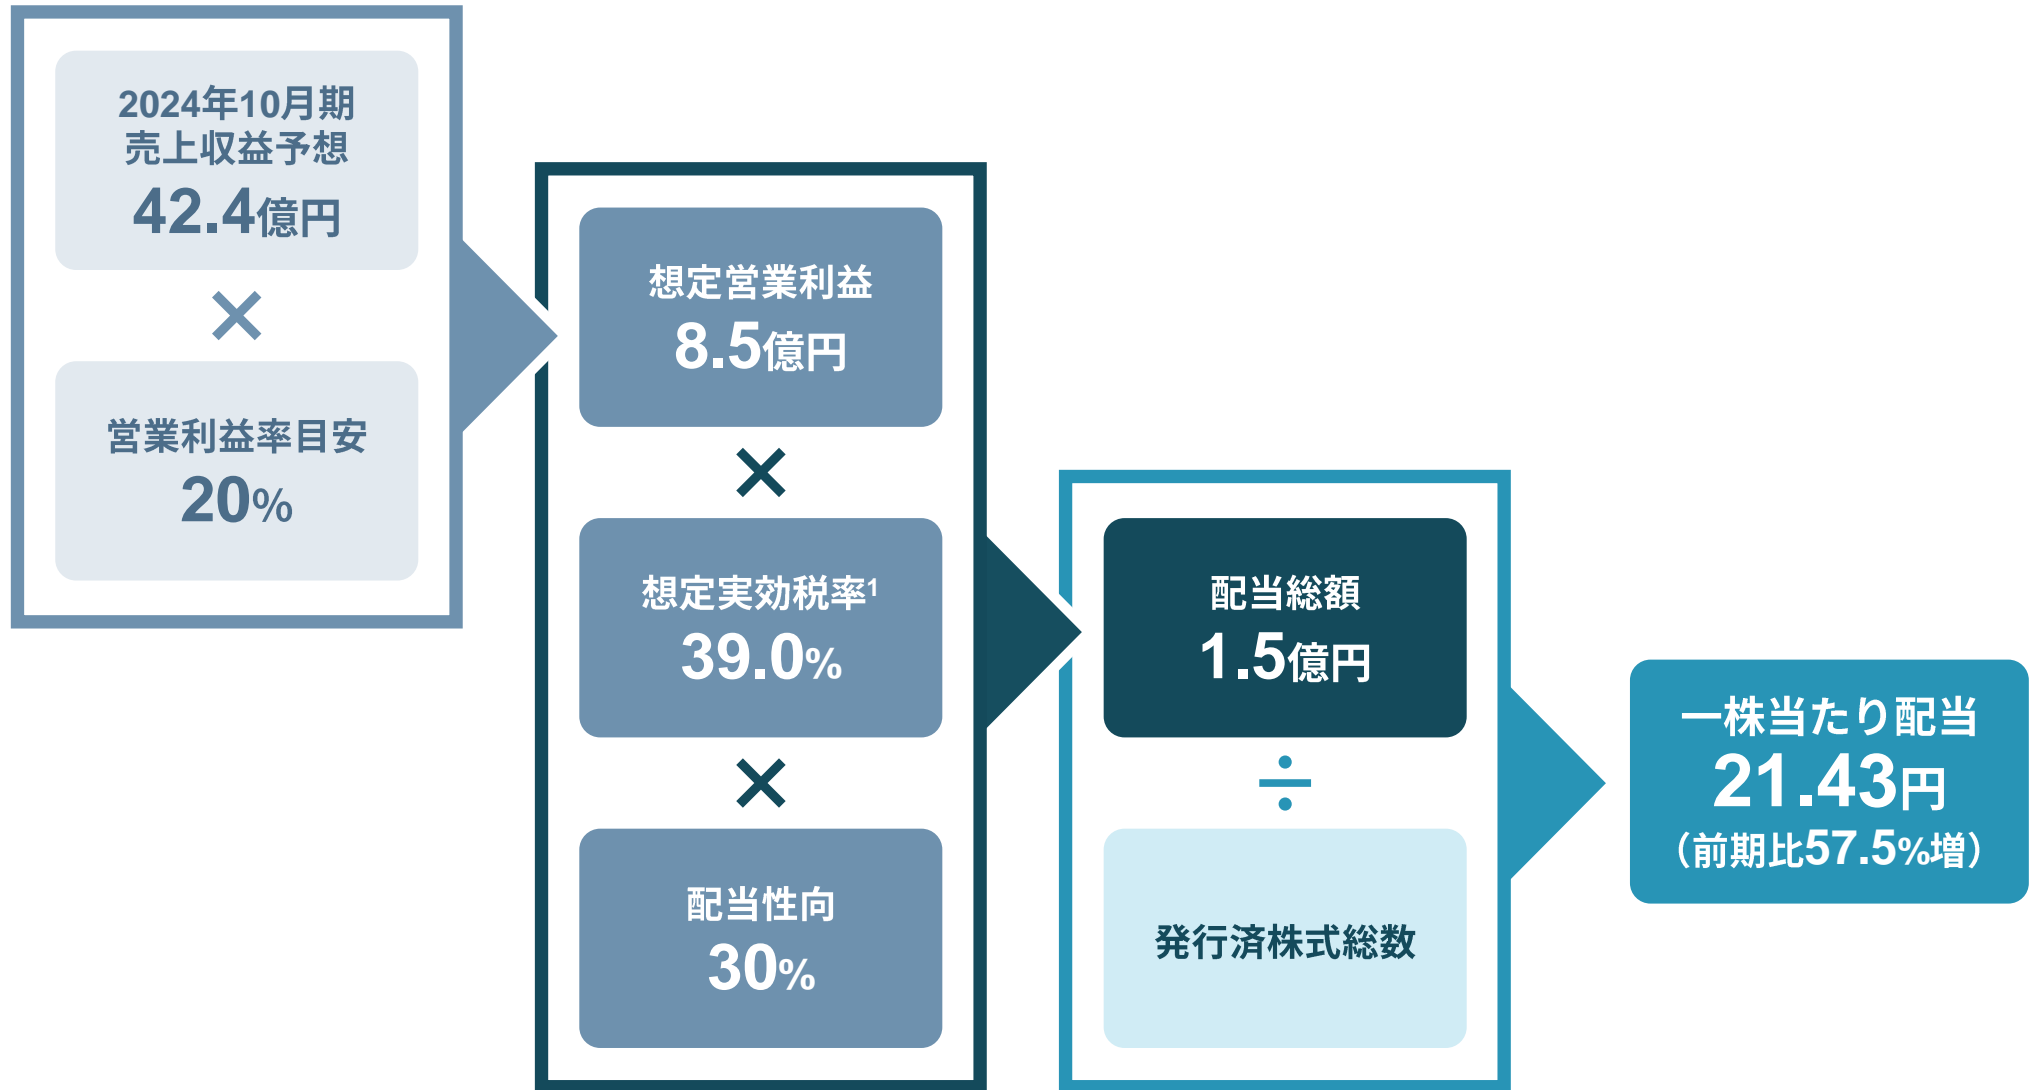 2024年10月期
売上収益予想
42.4億円
×
営業利益率目安
20%
想定営業利益
8.5億円
×
想定実効税率1
39.0%
×
配当性向
30%
配当総額
1.5億円
÷
発行済株式総数
一株当たり配当
21.43円
（前期比57.5%増）